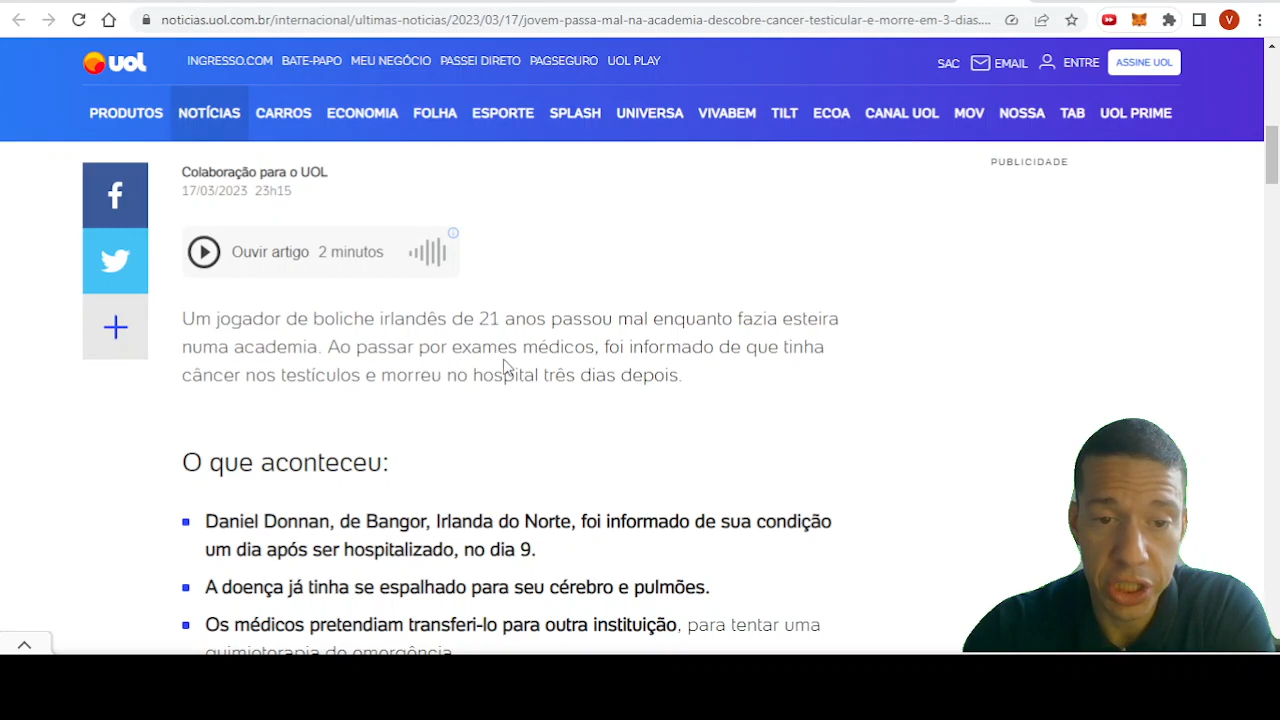 noticias.uol.com.br/internacional/ultimas-noticias/2023/03/17/jovem-passa-mal-na-academia-descobre-cancer-testicular-e-morre-em-3-dias....
V
UOL
INGRESSO.COM BATE-PAPO MEU NEGÓCIO PASSEI DIRETO PAGSEGURO UOL PLAY
SAC EMAIL ENTRE ASSINE UOL
PRODUTOS NOTÍCIAS CARROS ECONOMIA FOLHA ESPORTE SPLASH UNIVERSA VIVABEM TILT ECOA CANAL UOL MOV NOSSA TAB UOL PRIME
PUBLICIDADE
Colaboração para o UOL
17/03/2023 23h15
Ouvir artigo 2 minutos
Um jogador de boliche irlandês de 21 anos passou mal enquanto fazia esteira
numa academia. Ao passar por exames médicos, foi informado de que tinha
câncer nos testículos e morreu no hospital três dias depois.
O que aconteceu:
Daniel Donnan, de Bangor, Irlanda do Norte, foi informado de sua condição
um dia após ser hospitalizado, no dia 9.
A doença já tinha se espalhado para seu cérebro e pulmões.
Os médicos pretendiam transferi-lo para outra instituição, para tentar uma
quimioterapia de emergência.